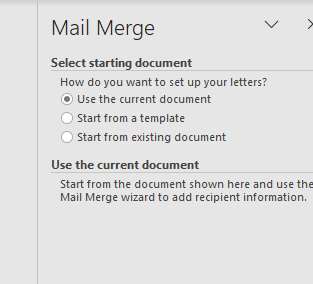 Mail Merge
Select starting document
How do you want to set up your letters?
Use the current document
Start from a template
Start from existing document
Use the current document
Start from the document shown here and use the
Mail Merge wizard to add recipient information.